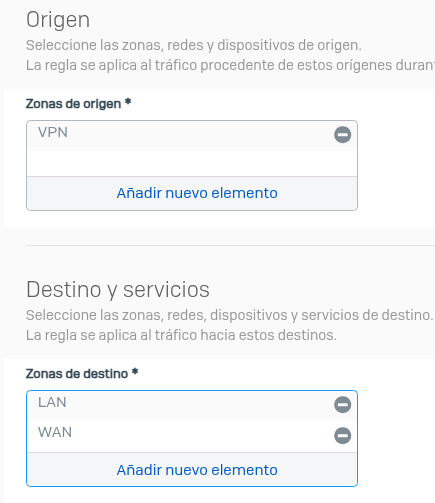 Origen
Seleccione las zonas, redes y dispositivos de origen.
La regla se aplica al tráfico procedente de estos orígenes
Zonas de origen *
VPN
Añadir nuevo elemento
Destino y servicios
Seleccione las zonas, redes, dispositivos y servicios de destino.
La regla se aplica al tráfico hacia estos destinos.
Zonas de destino *
LAN
WAN
Añadir nuevo elemento